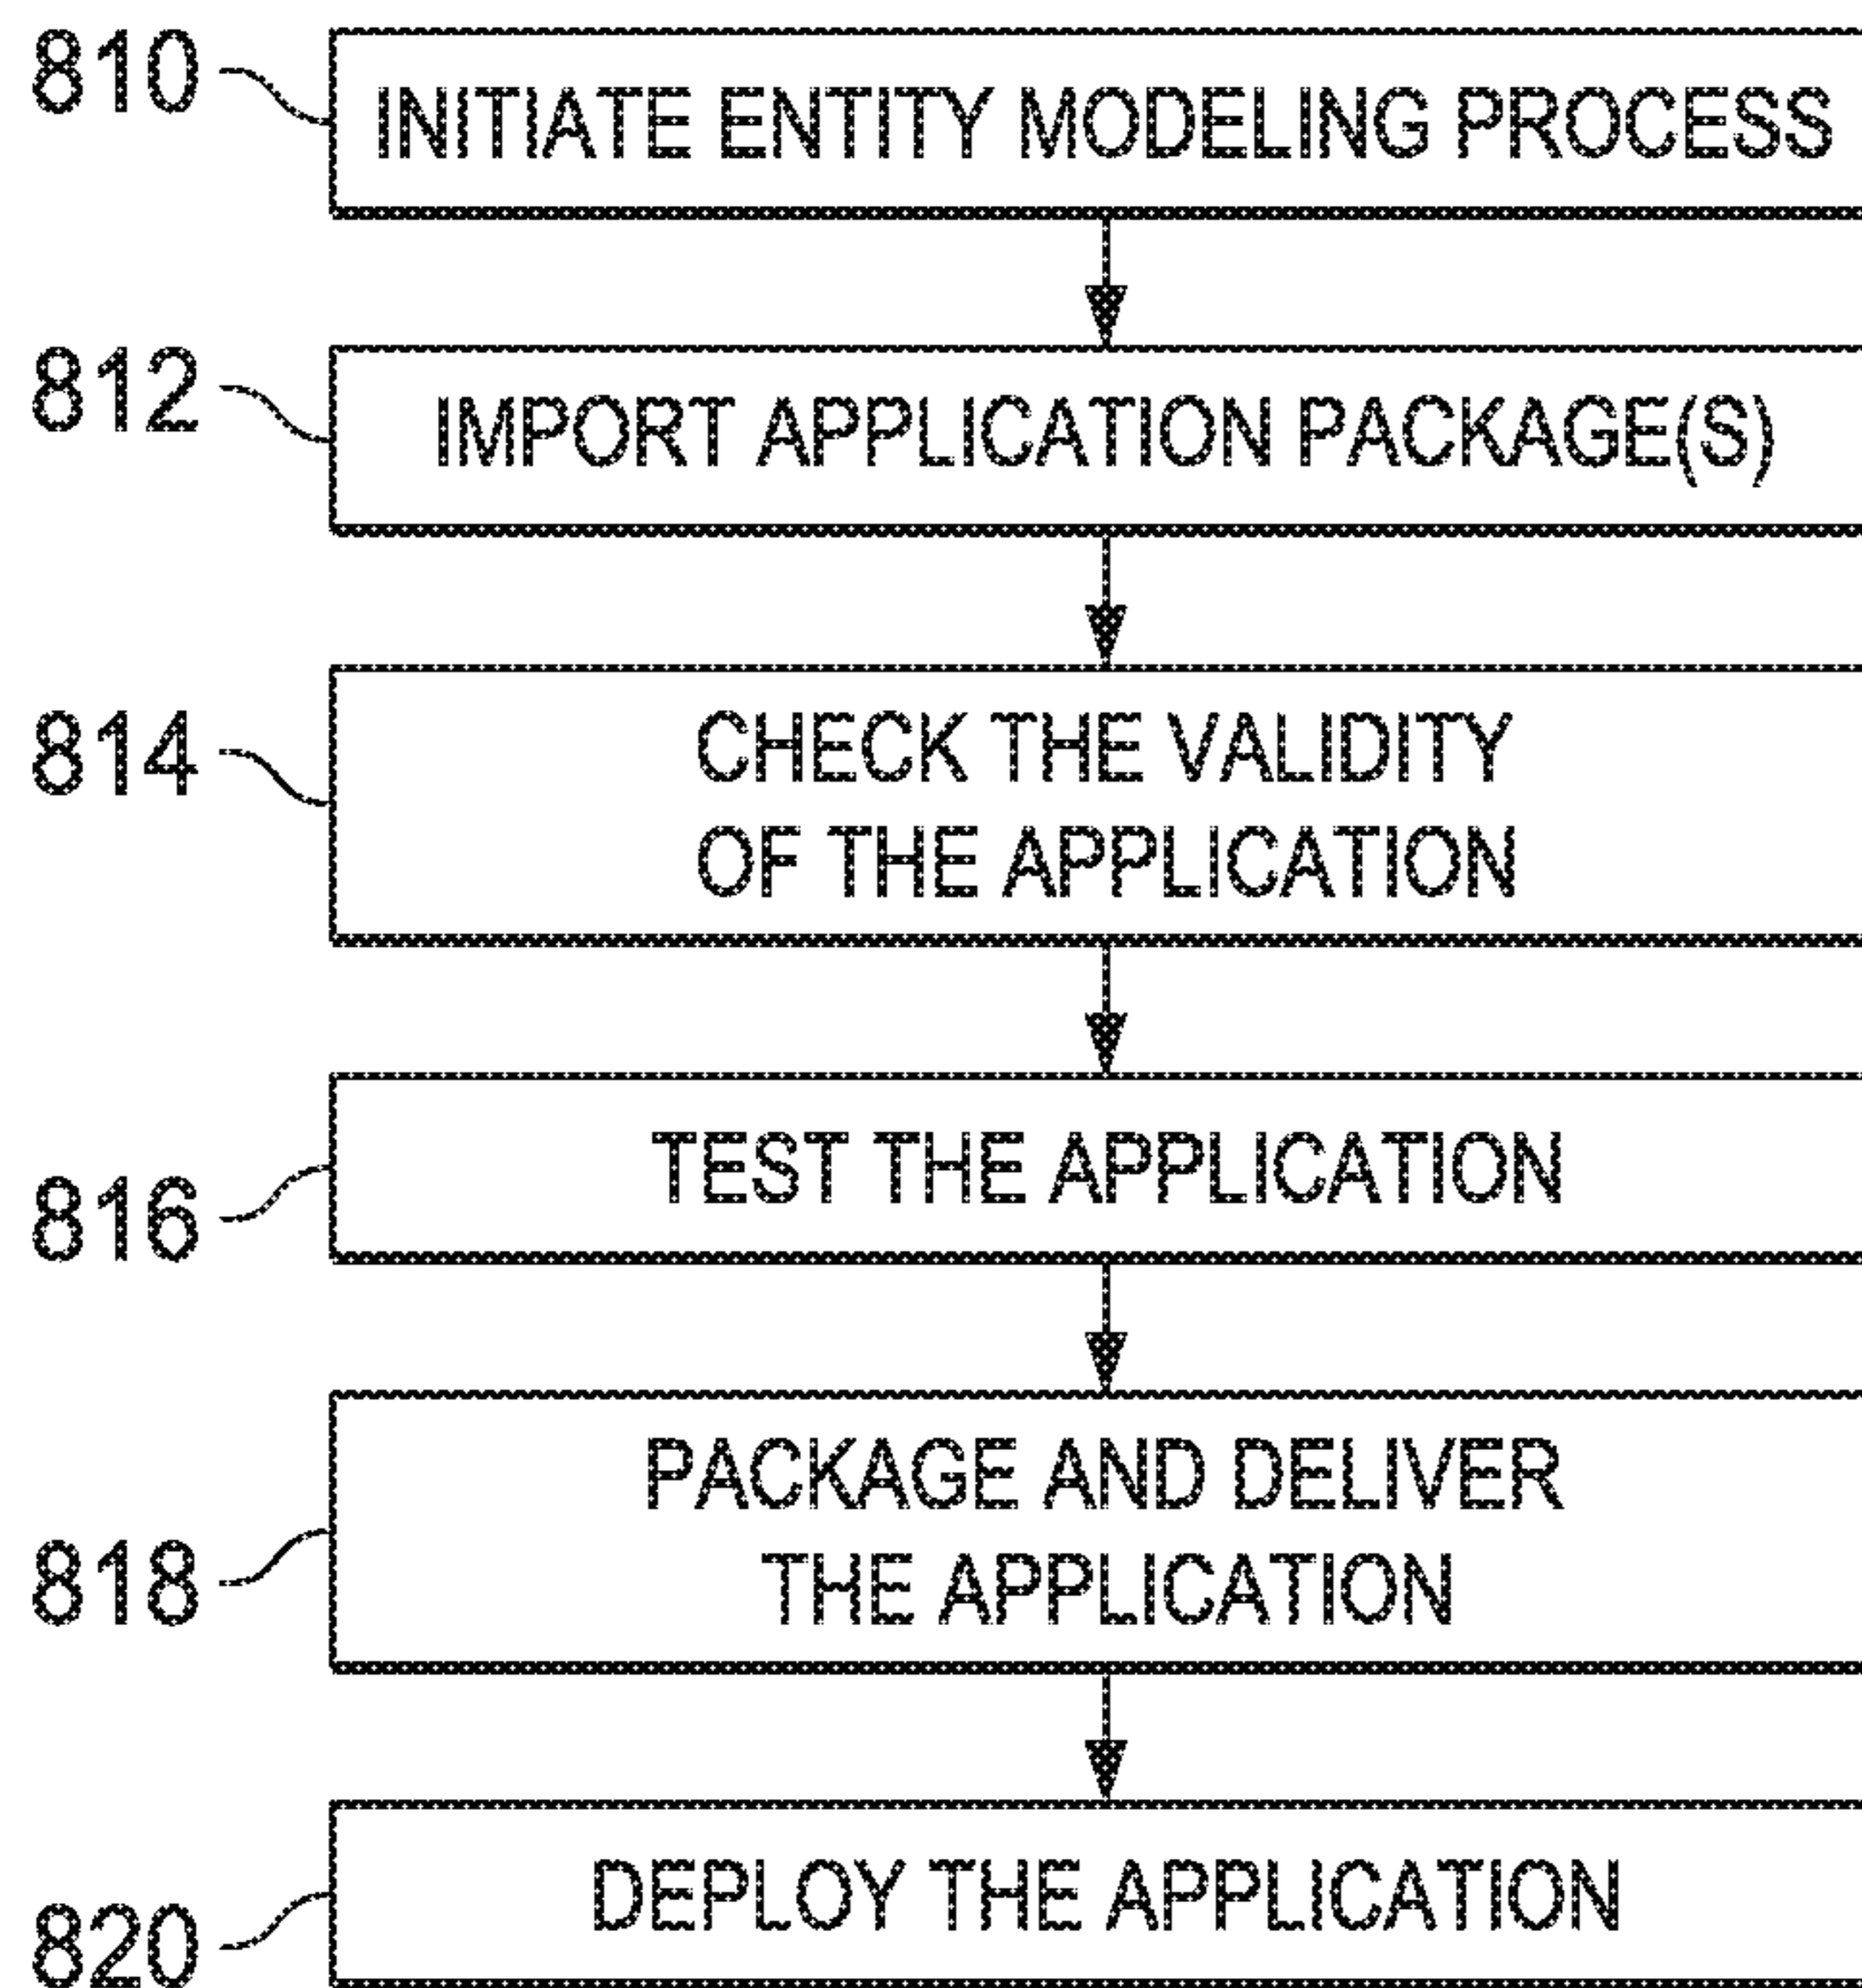 810
INITIATE ENTITY MODELING PROCESS
812
IMPORT APPLICATION PACKAGE(S)
814
CHECK THE VALIDITY
OF THE APPLICATION
816
TEST THE APPLICATION
818
PACKAGE AND DELIVER
THE APPLICATION
820
DEPLOY THE APPLICATION